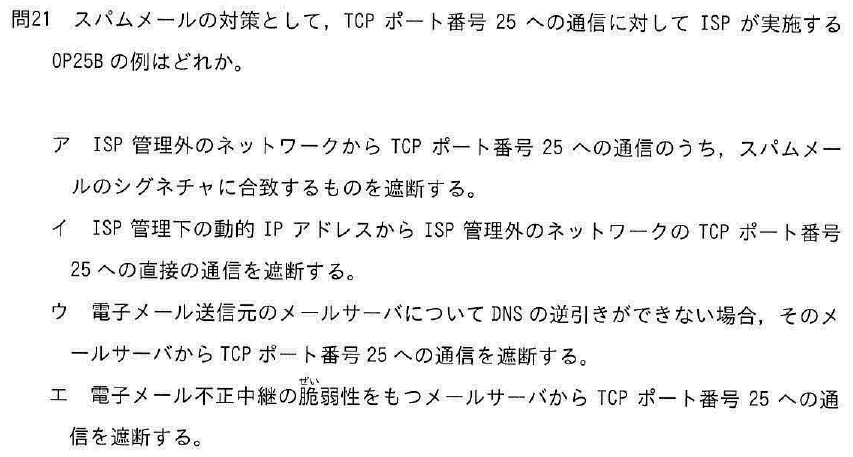 問21 スパムメールの対策として，TCP ポート番号 25 への通信に対して ISP が実施する
OP25B の例はどれか。
ア ISP 管理外のネットワークから TCP ポート番号 25 への通信のうち，スパムメー
ルのシグネチャに合致するものを遮断する。
イ ISP 管理下の動的 IP アドレスから ISP 管理外のネットワークの TCP ポート番号
25 への直接の通信を遮断する。
ウ 電子メール送信元のメールサーバについて DNS の逆引きができない場合，そのメ
ールサーバから TCP ポート番号 25 への通信を遮断する。
ぜい
エ 電子メール不正中継の脆弱性をもつメールサーバから TCP ポート番号 25 への通
信を遮断する。